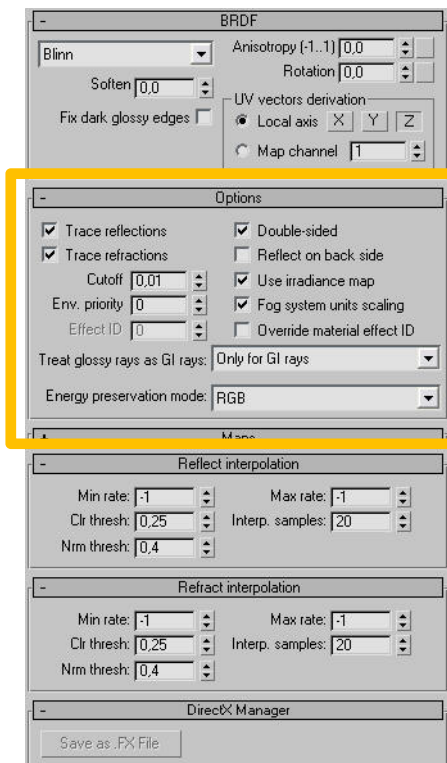 - BRDF
Blinn Anisotropy (-1..1) 0,0
Soften 0,0 Rotation 0,0
Fix dark glossy edges UV vectors derivation
Local axis X Y Z
Map channel 1
- Options
Trace reflections Double-sided
Trace refractions Reflect on back side
Cutoff 0,01 Use irradiance map
Env. priority 0 Fog system units scaling
Effect ID 0 Override material effect ID
Treat glossy rays as GI rays: Only for GI rays
Energy preservation mode: RGB
+ Maps
- Reflect interpolation
Min rate: -1 Max rate: -1
Clr thresh: 0,25 Interp. samples: 20
Nrm thresh: 0,4
- Refract interpolation
Min rate: -1 Max rate: -1
Clr thresh: 0,25 Interp. samples: 20
Nrm thresh: 0,4
- DirectX Manager
Save as .FX File